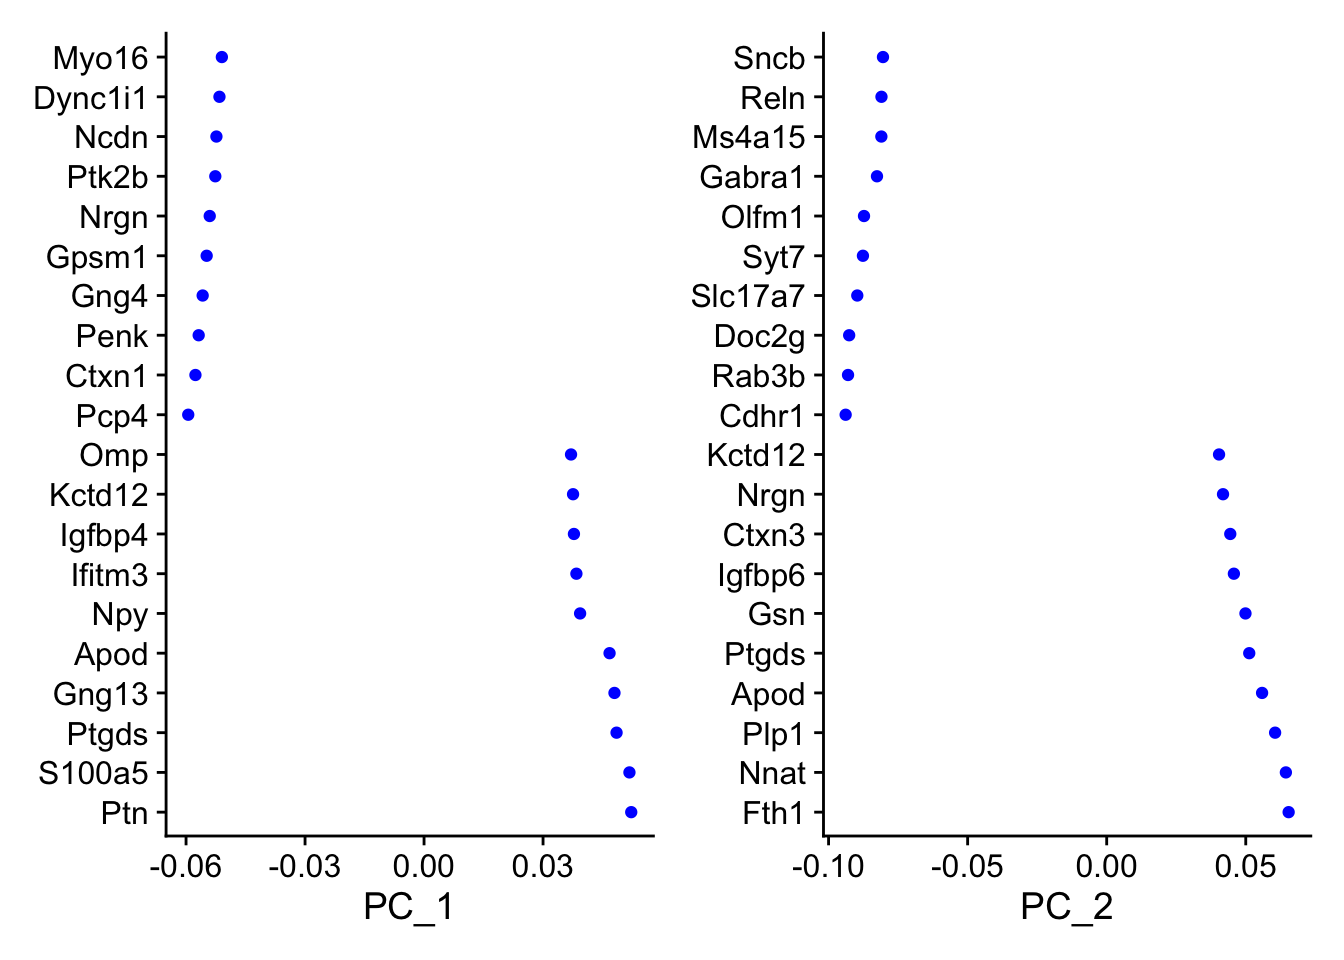 Myo16
Dync1i1
Ncdn
Ptk2b
Nrgn
Gpsm1
Gng4
Penk
Ctxn1
Pcp4
Omp
Kctd12
Igfbp4
Ifitm3
Npy
Apod
Gng13
Ptgds
S100a5
Ptn
-0.06 -0.03 0.00 0.03
PC_1
Sncb
Reln
Ms4a15
Gabra1
Olfm1
Syt7
Slc17a7
Doc2g
Rab3b
Cdhr1
Kctd12
Nrgn
Ctxn3
Igfbp6
Gsn
Ptgds
Apod
Plp1
Nnat
Fth1
-0.10 -0.05 0.00 0.05
PC_2